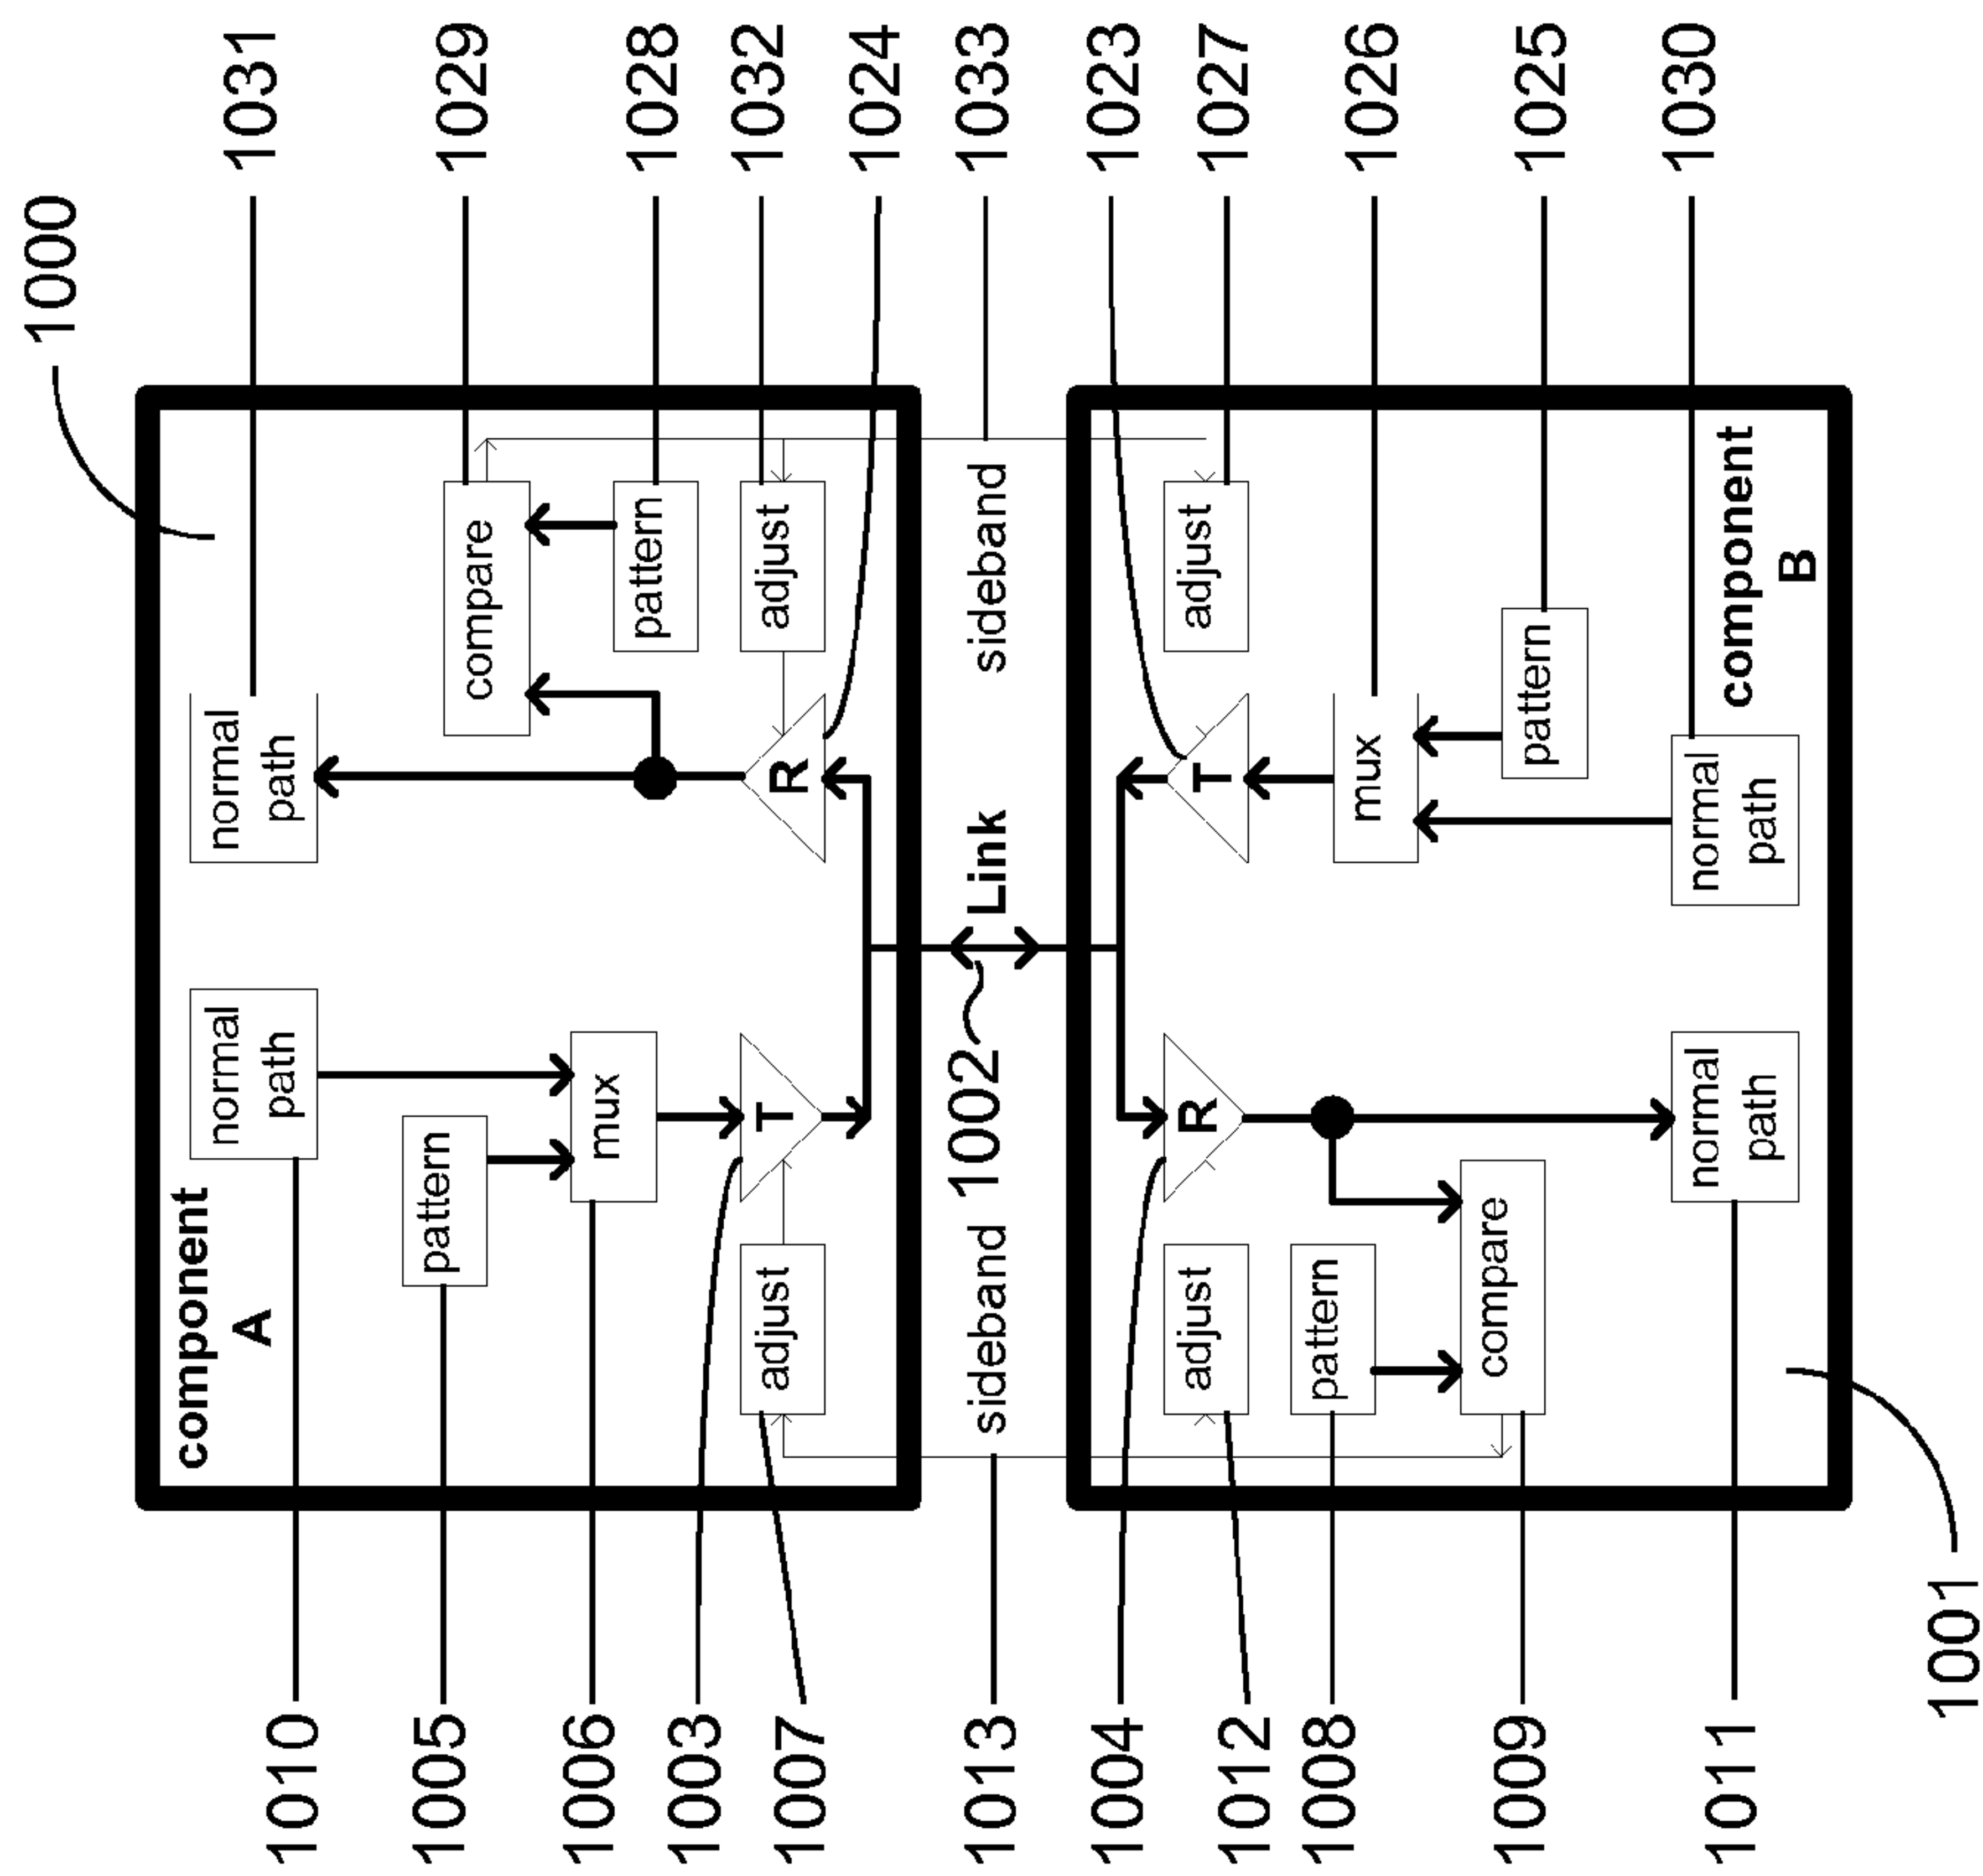 1000
component
A
normal
path
normal
path
1031
1010
1005
pattern
compare
1029
1006
mux
pattern
1028
1003
1007
adjust
T
R
adjust
1032
1024
1013
sideband
1002
Link
sideband
1033
1004
1023
1012
adjust
R
T
adjust
1027
1008
pattern
mux
1026
1009
compare
pattern
1025
1011
normal
path
normal
path
component
B
1030
1001